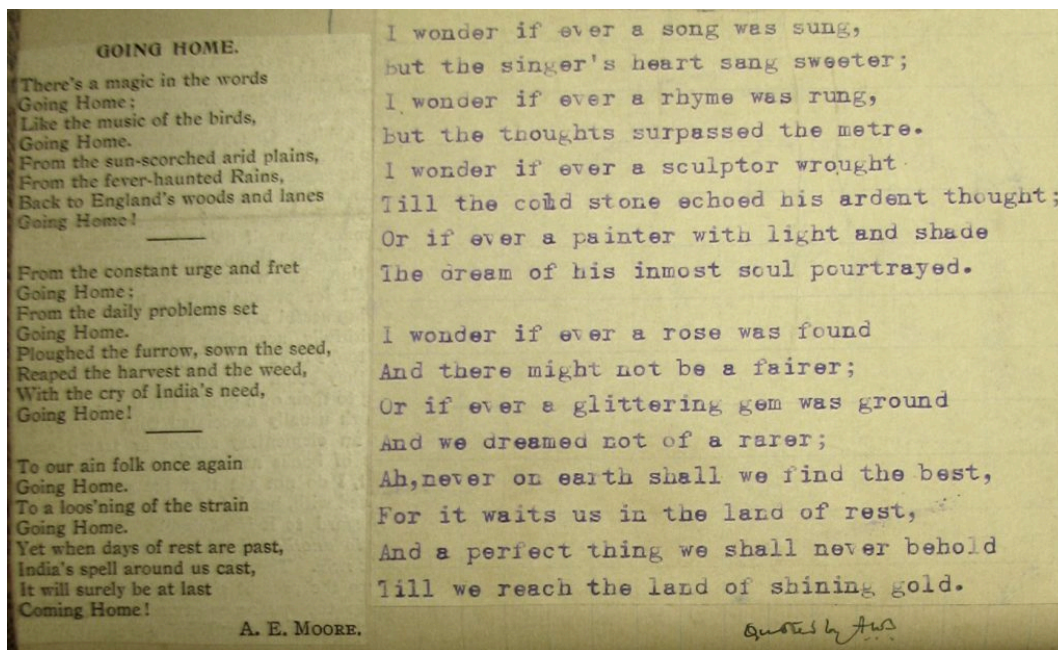 GOING HOME.
There's a magic in the words
Going Home;
Like the music of the birds,
Going Home.
From the sun-scorched arid plains,
From the fever-haunted Rains,
Back to England's woods and lanes
Going Home!
From the constant urge and fret
Going Home;
From the daily problems set
Going Home.
Ploughed the furrow, sown the seed,
Reaped the harvest and the weed,
With the cry of India's need,
Going Home!
To our ain folk once again
Going Home.
To a loos'ning of the strain
Going Home.
Yet when days of rest are past,
India's spell around us cast,
It will surely be at last
Coming Home!
A. E. MOORE.
I wonder if ever a song was sung,
but the singer's heart sang sweeter;
I wonder if ever a rhyme was rung,
but the thoughts surpassed the metre.
I wonder if ever a sculptor wrought
Till the cold stone echoed his ardent thought;
Or if ever a painter with light and shade
The dream of his inmost soul pourtrayed.
I wonder if ever a rose was found
And there might not be a fairer;
Or if ever a glittering gem was ground
And we dreamed not of a rarer;
Ah,never on earth shall we find the best,
For it waits us in the land of rest,
And a perfect thing we shall never behold
Till we reach the land of shining gold.
Quoted by AWB